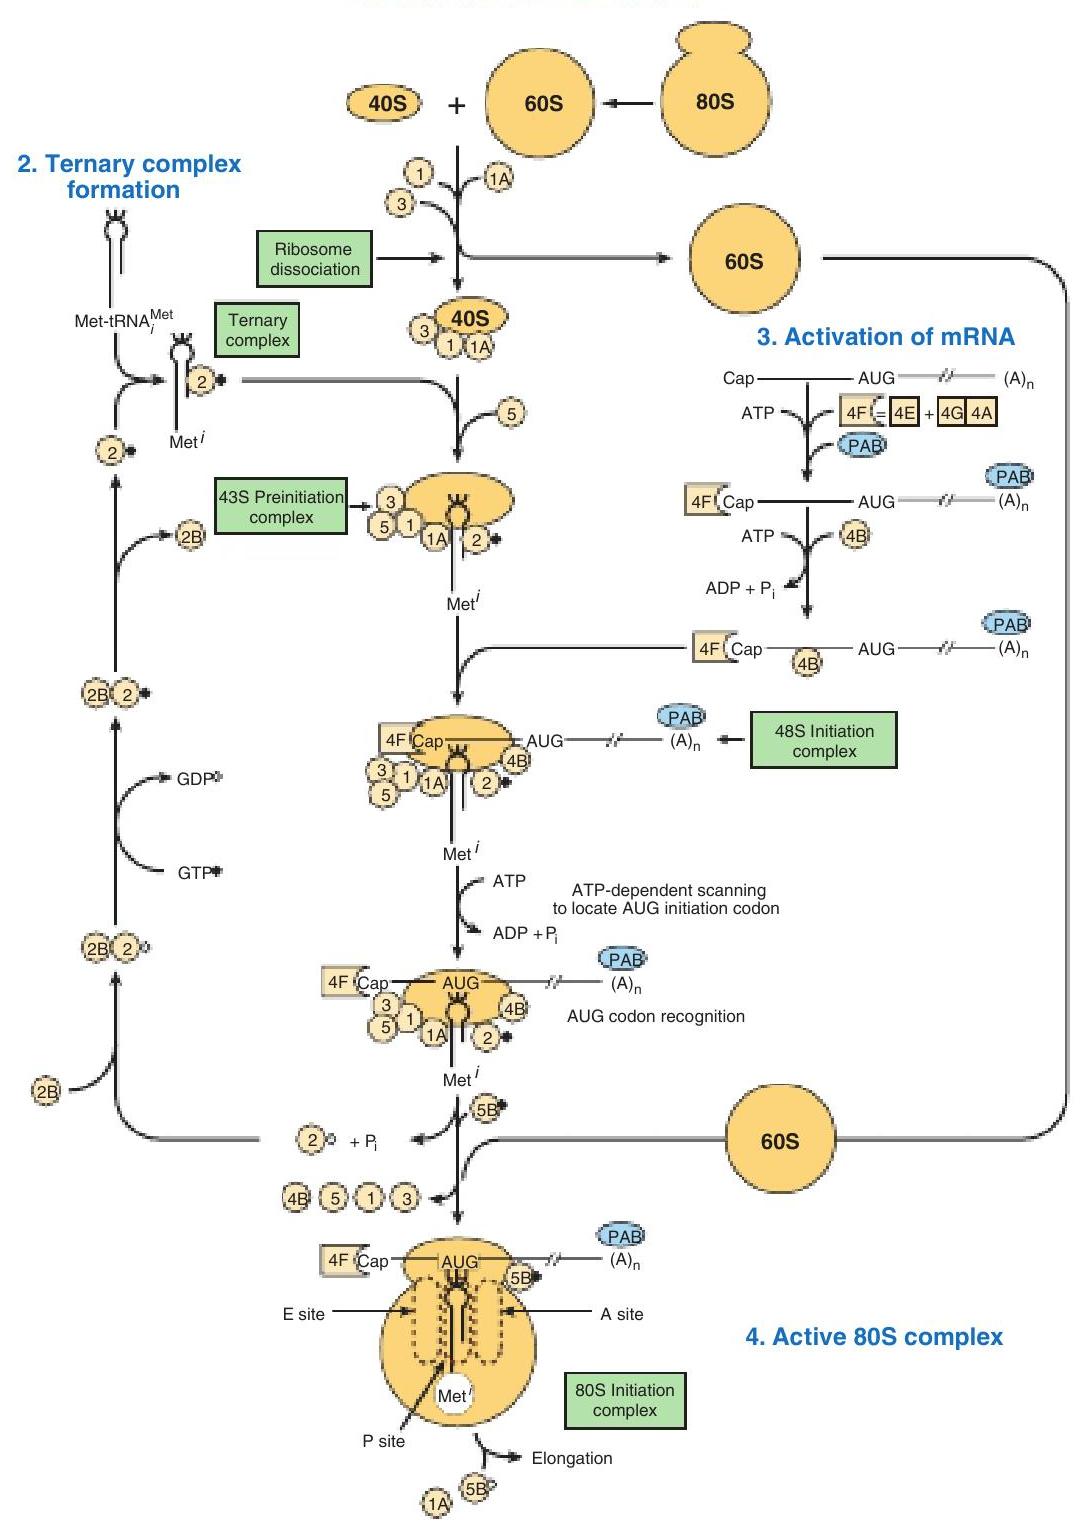 40S + 60S 80S
2. Ternary complex
formation
1 1A
3
Ribosome
dissociation
60S
Met-tRNAiMet
Ternary
complex
40S
3 1 1A
3. Activation of mRNA
Cap AUG (A)n
2
Met i
ATP 4F = 4E + 4G 4A
5
PAB
2
43S Preinitiation
complex
3 5 1 1A 2
Met i
PAB
4F Cap AUG (A)n
2B
ATP 4B
ADP + Pi
PAB
4F Cap AUG (A)n
4B
2B 2
PAB
4F Cap AUG (A)n
4B
3 1 1A 2
5
48S Initiation
complex
GDP
Met i
GTP
ATP
ATP-dependent scanning
to locate AUG initiation codon
ADP + Pi
2B 2
PAB
4F Cap AUG (A)n
3 4B
5 1 1A 2
AUG codon recognition
Met i
2B
5B
2 + Pi
60S
4B 5 1 3
PAB
4F Cap AUG (A)n
5B
E site A site
4. Active 80S complex
Met i
80S Initiation
complex
P site
Elongation
1A 5B